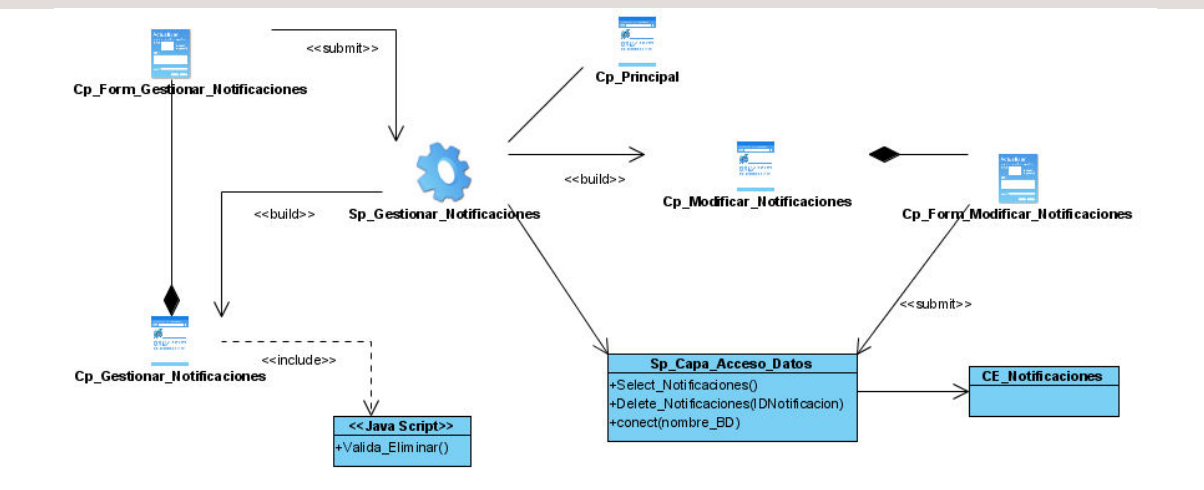 <<submit>>
Cp_Principal
Cp_Form_Gestionar_Notificaciones
<<build>>
Cp_Modificar_Notificaciones
<<build>>
Sp_Gestionar_Notificaciones
Cp_Form_Modificar_Notificaciones
<<submit>>
Cp_Gestionar_Notificaciones
<<include>>
Sp_Capa_Acceso_Datos
+Select_Notificaciones()
+Delete_Notificaciones(IDNotificacion)
+conect(nombre_BD)
CE_Notificaciones
<<Java Script>>
+Valida_Eliminar()